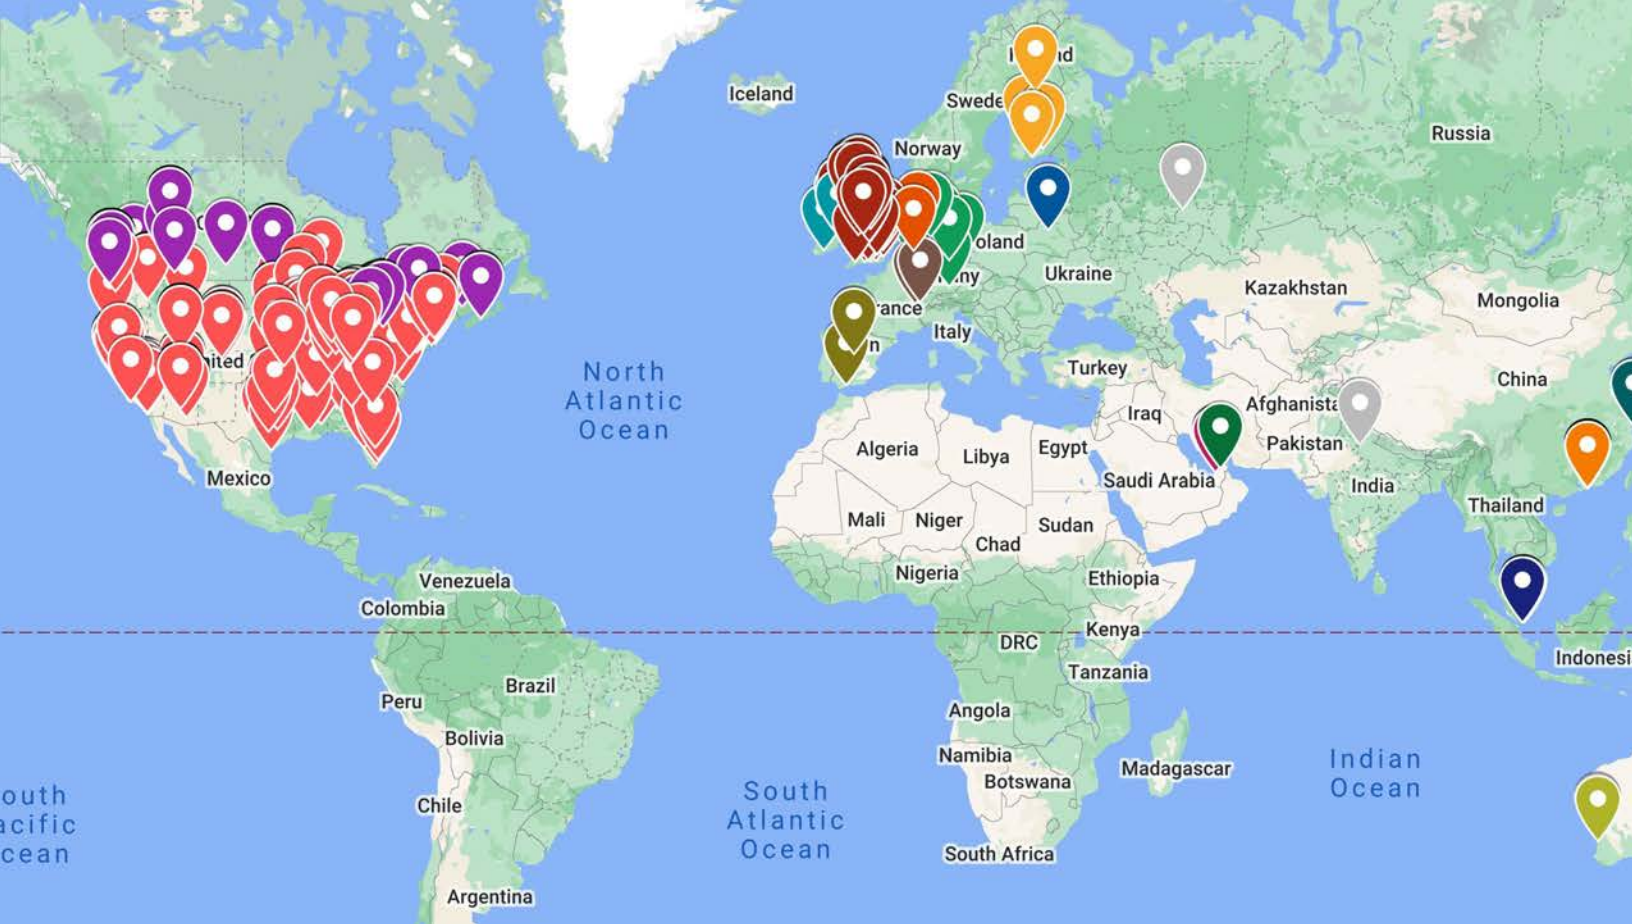 Iceland
Swede
Norway
Russia
oland
ny
Ukraine
Kazakhstan
Mongolia
rance
Italy
n
Turkey
nited
China
Iraq
Afghanista
Pakistan
North
Atlantic
Ocean
Algeria
Libya
Egypt
Saudi Arabia
India
Mexico
Thailand
Mali
Niger
Sudan
Chad
Nigeria
Ethiopia
Venezuela
Colombia
DRC
Kenya
Indonesi
Tanzania
Brazil
Peru
Angola
Bolivia
Namibia
Botswana
Madagascar
Indian
Ocean
outh
acific
cean
Chile
South
Atlantic
Ocean
South Africa
Argentina